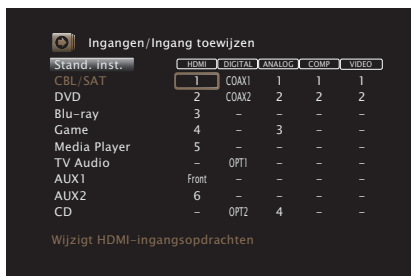 Ingangen/Ingang toewijzen
Stand. inst. HDMI DIGITAL ANALOG COMP VIDEO
CBL/SAT 1 COAX1 1 1 1
DVD 2 COAX2 2 2 2
Blu-ray 3 – – – –
Game 4 – 3 – –
Media Player 5 – – – –
TV Audio – OPT1 – – –
AUX1 Front – – – –
AUX2 6 – – – –
CD – OPT2 4 – –
Wijzigt HDMI-ingangsopdrachten